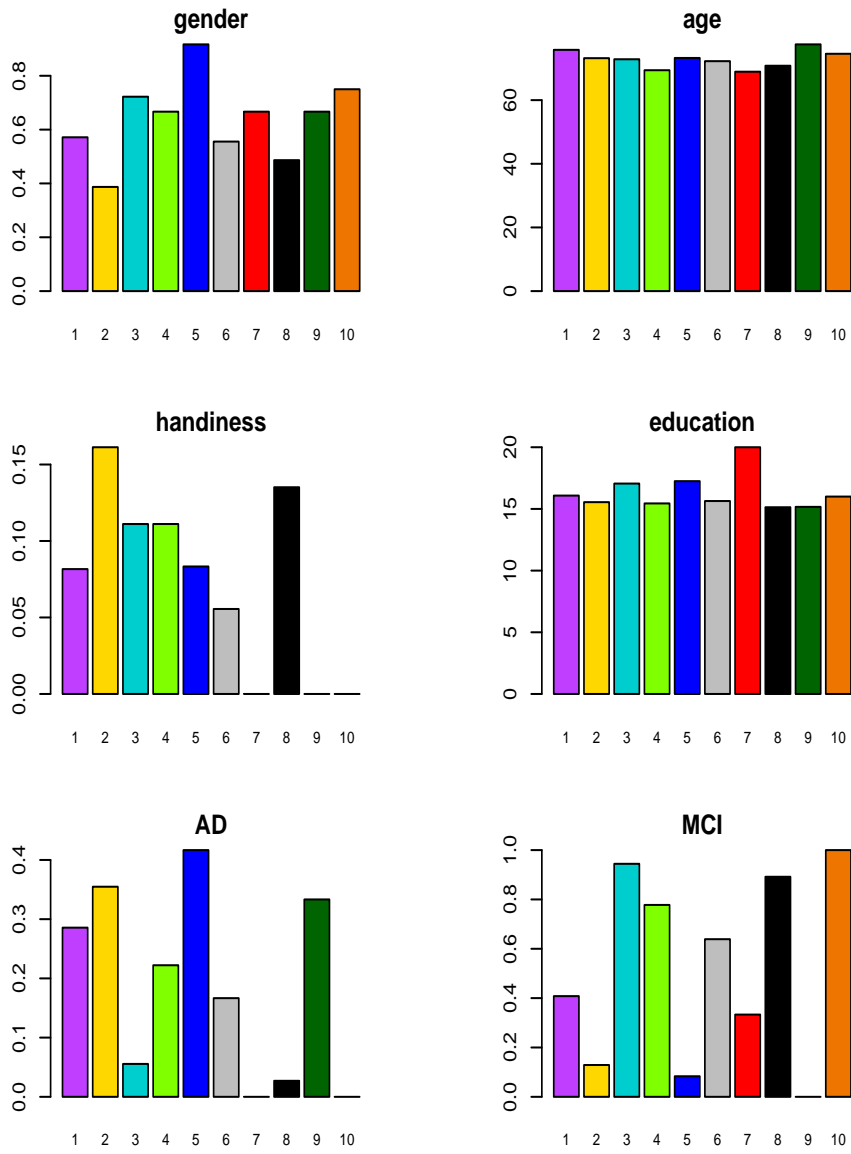 gender
0.0 0.2 0.4 0.6 0.8
1 2 3 4 5 6 7 8 9 10
age
0 20 40 60
1 2 3 4 5 6 7 8 9 10
handiness
0.00 0.05 0.10 0.15
1 2 3 4 5 6 7 8 9 10
education
0 5 10 15 20
1 2 3 4 5 6 7 8 9 10
AD
0.0 0.1 0.2 0.3 0.4
1 2 3 4 5 6 7 8 9 10
MCI
0.0 0.2 0.4 0.6 0.8 1.0
1 2 3 4 5 6 7 8 9 10